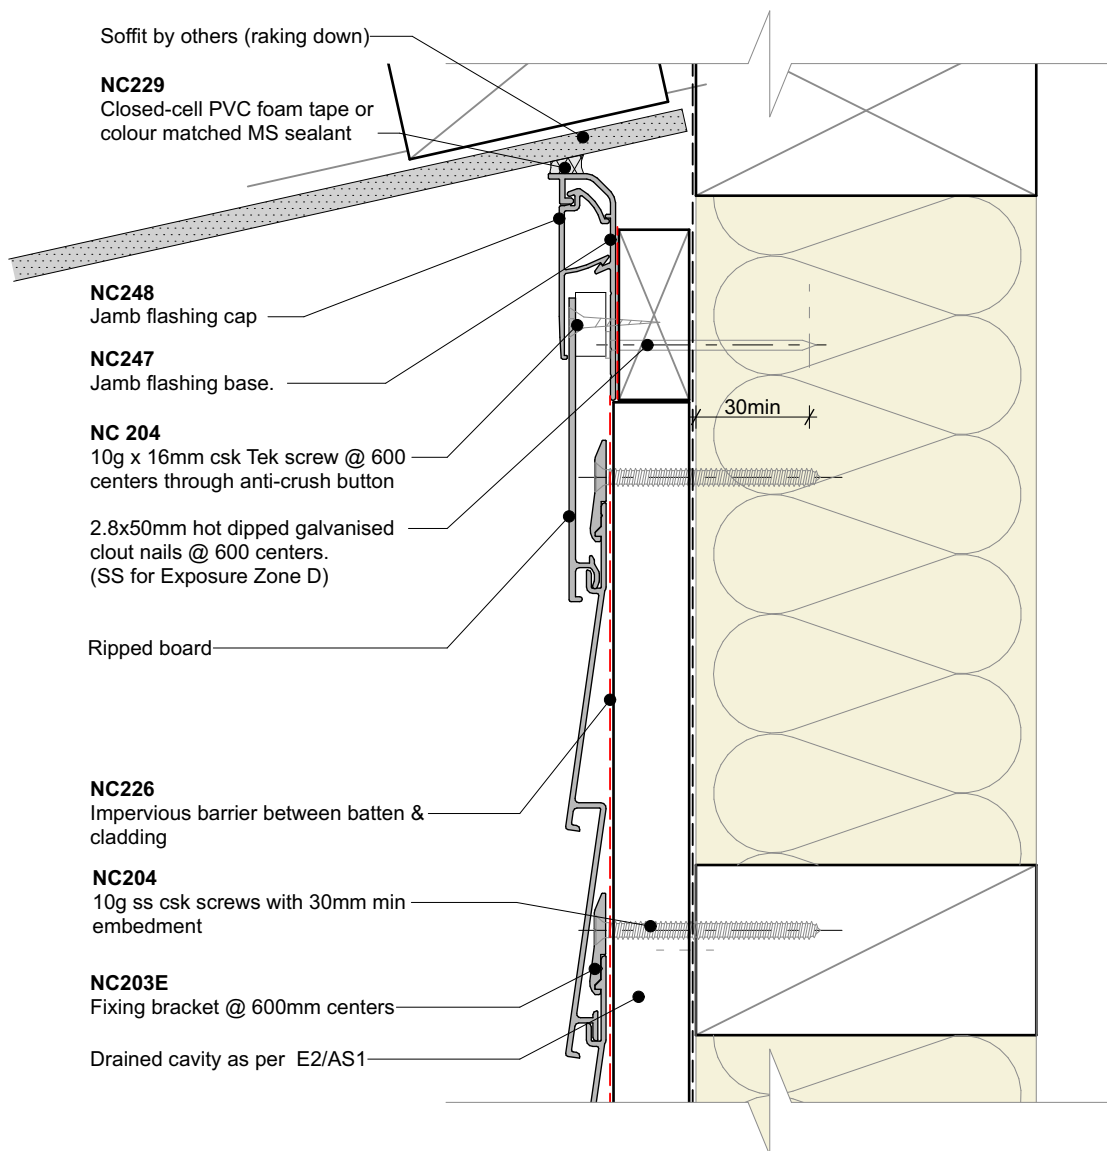 Soffit by others (raking down)
NC229
Closed-cell PVC foam tape or
colour matched MS sealant
NC248
Jamb flashing cap
NC247
Jamb flashing base.
NC 204
10g x 16mm csk Tek screw @ 600
centers through anti-crush button
2.8x50mm hot dipped galvanised
clout nails @ 600 centers.
(SS for Exposure Zone D)
30min
Ripped board
NC226
Impervious barrier between batten &
cladding
NC204
10g ss csk screws with 30mm min
embedment
NC203E
Fixing bracket @ 600mm centers
Drained cavity as per E2/AS1